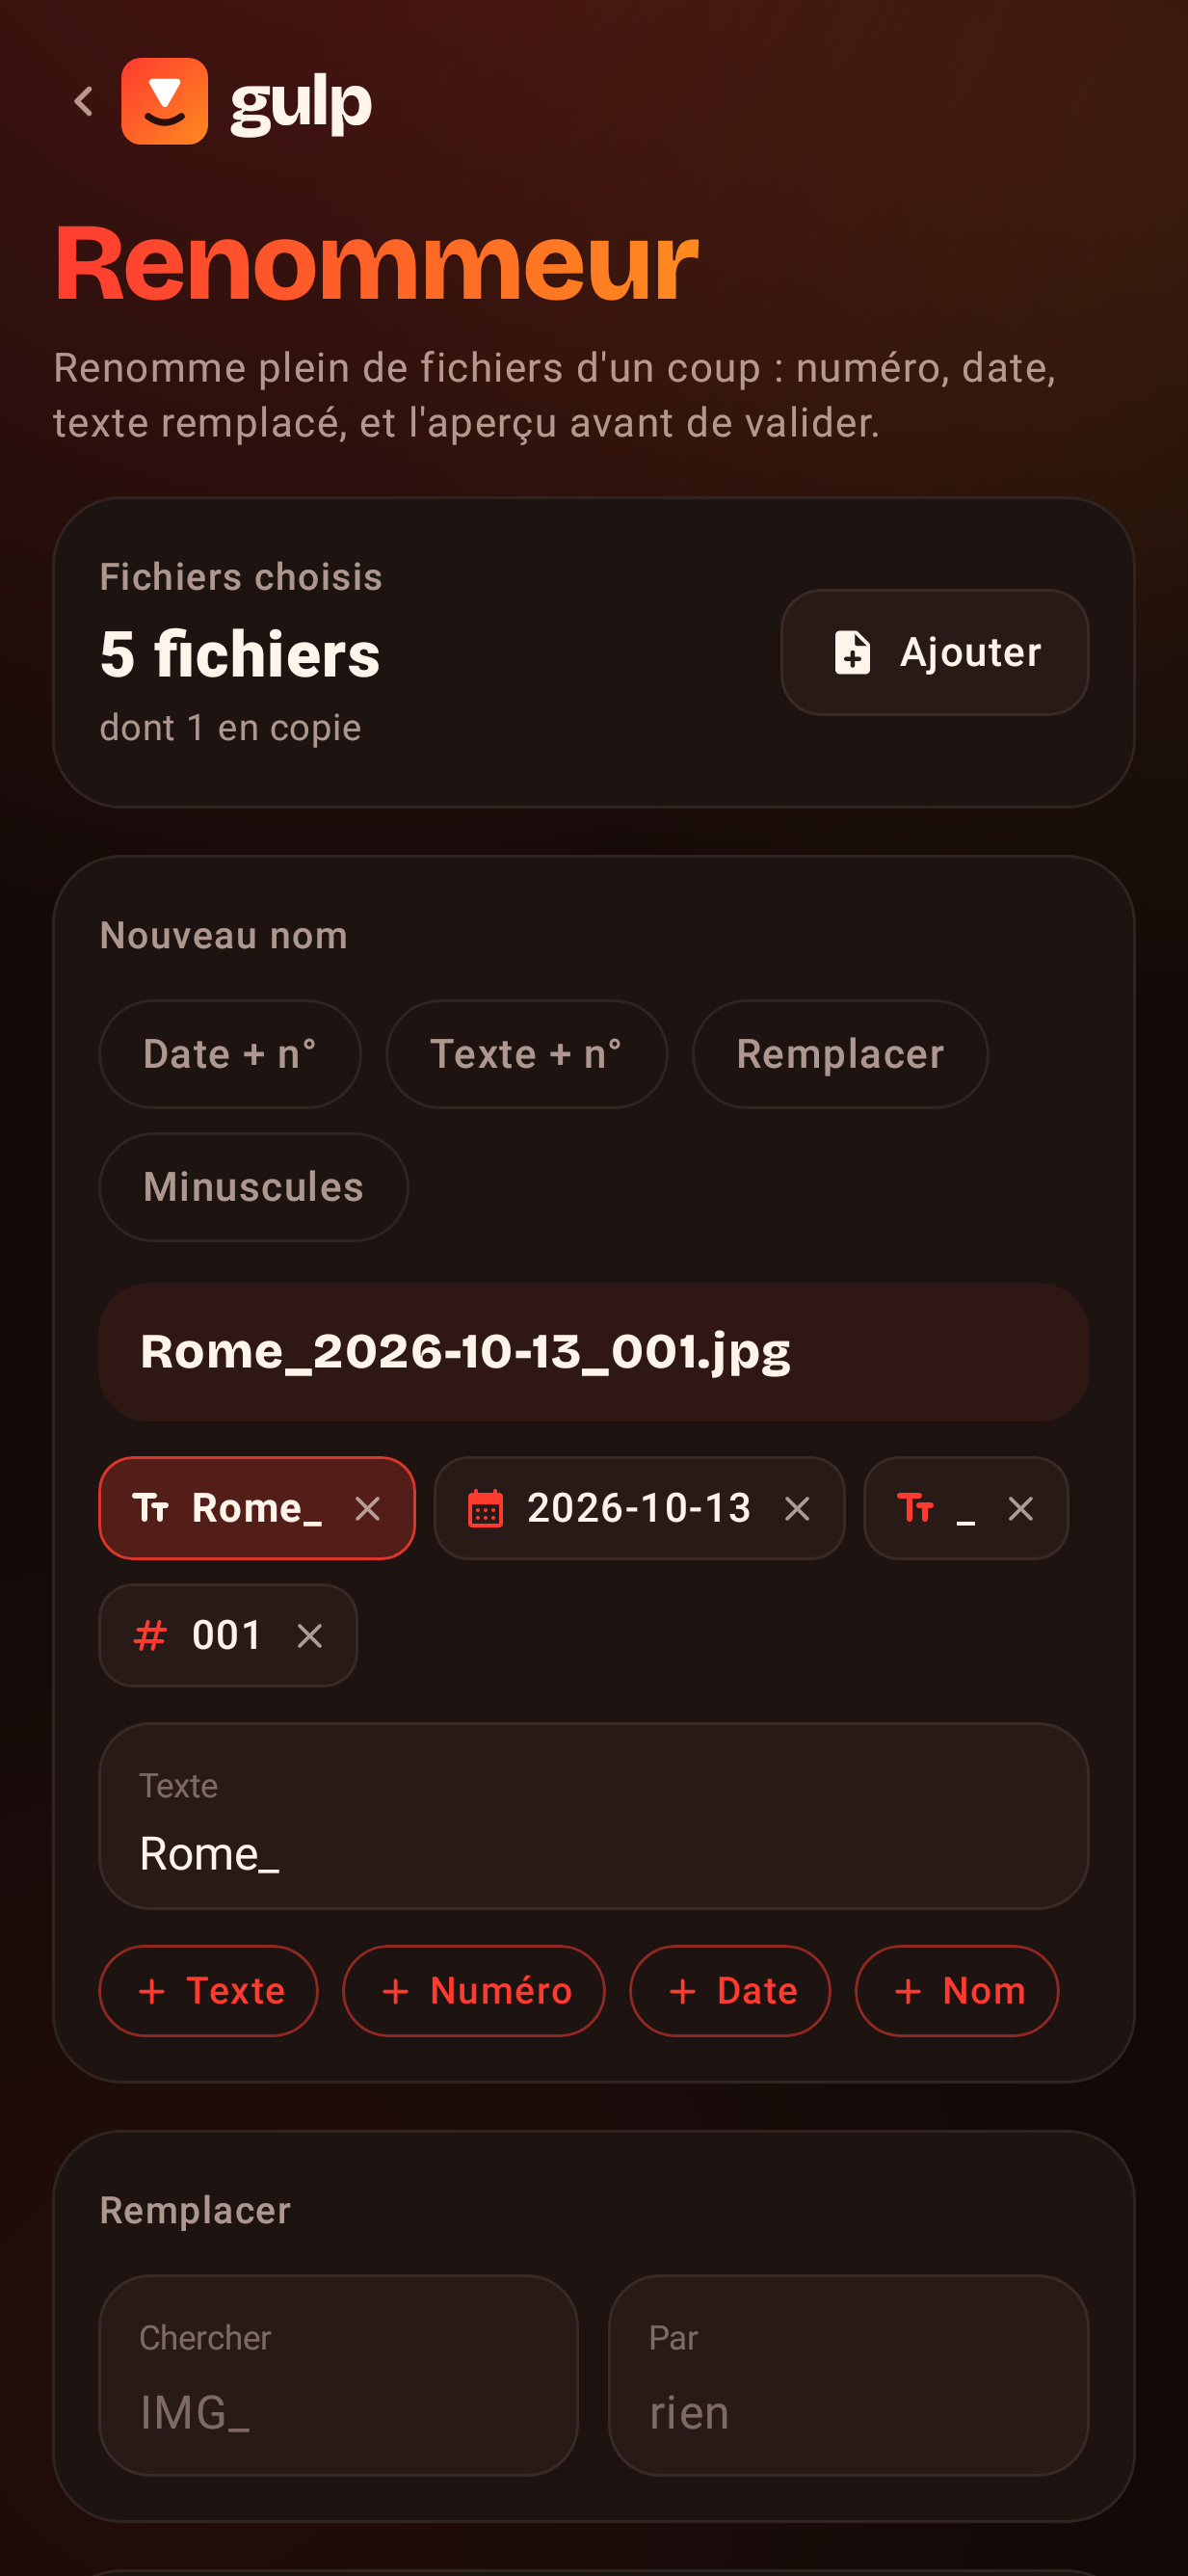 gulp
Renommeur
Renomme plein de fichiers d'un coup : numéro, date,
texte remplacé, et l'aperçu avant de valider.
Fichiers choisis
5 fichiers
dont 1 en copie
Ajouter
Nouveau nom
Date + n° Texte + n° Remplacer
Minuscules
Rome_2026-10-13_001.jpg
Rome_ 2026-10-13 _
# 001
Texte
Rome_
+ Texte + Numéro + Date + Nom
Remplacer
Chercher Par
IMG_ rien